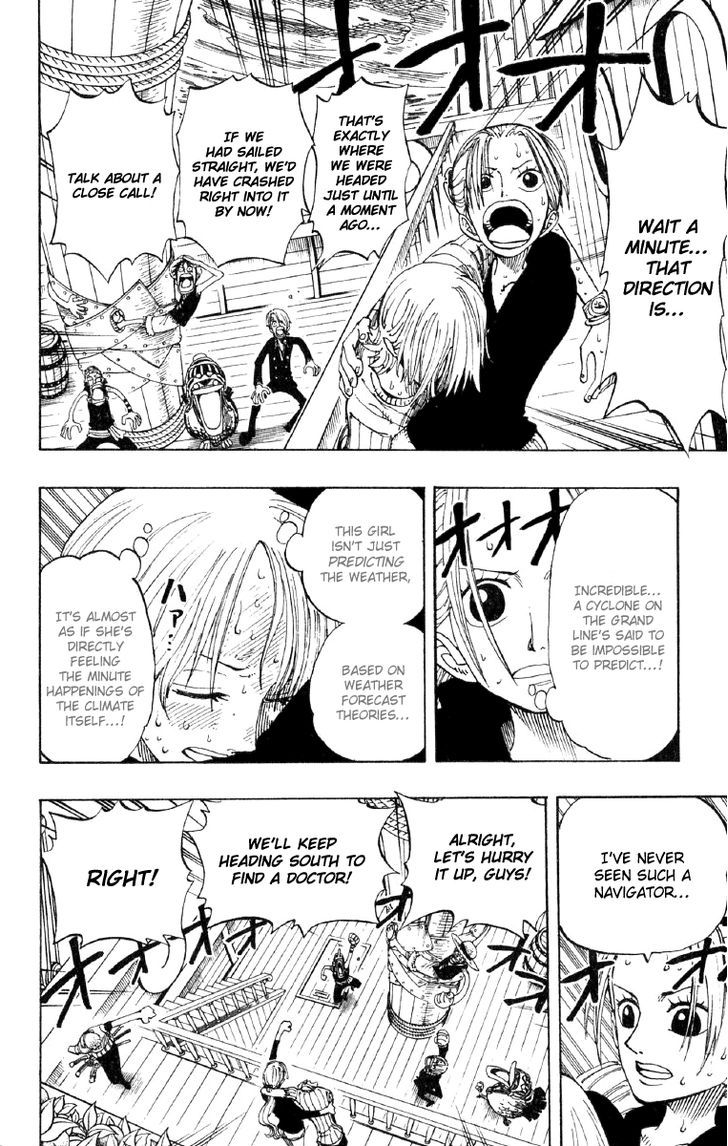 オオオ
WAIT A
MINUTE...
THAT
DIRECTION
IS...
THAT'S
EXACTLY
WHERE
WE WERE
HEADED
JUST UNTIL
A MOMENT
AGO...
IF WE
HAD SAILED
STRAIGHT, WE'D
HAVE CRASHED
RIGHT INTO IT
BY NOW!
TALK ABOUT A
CLOSE CALL!
オオオ
INCREDIBLE...
A CYCLONE ON
THE GRAND
LINE'S SAID TO
BE IMPOSSIBLE
TO PREDICT...!
THIS GIRL
ISN'T JUST
PREDICTING
THE WEATHER,
BASED ON
WEATHER
FORECAST
THEORIES...
ハァ...
IT'S ALMOST
AS IF SHE'S
DIRECTLY
FEELING
THE MINUTE
HAPPENINGS OF
THE CLIMATE
ITSELF...!
I'VE NEVER
SEEN SUCH A
NAVIGATOR...
ALRIGHT,
LET'S HURRY
IT UP, GUYS!
WE'LL KEEP
HEADING SOUTH TO
FIND A DOCTOR!
RIGHT!